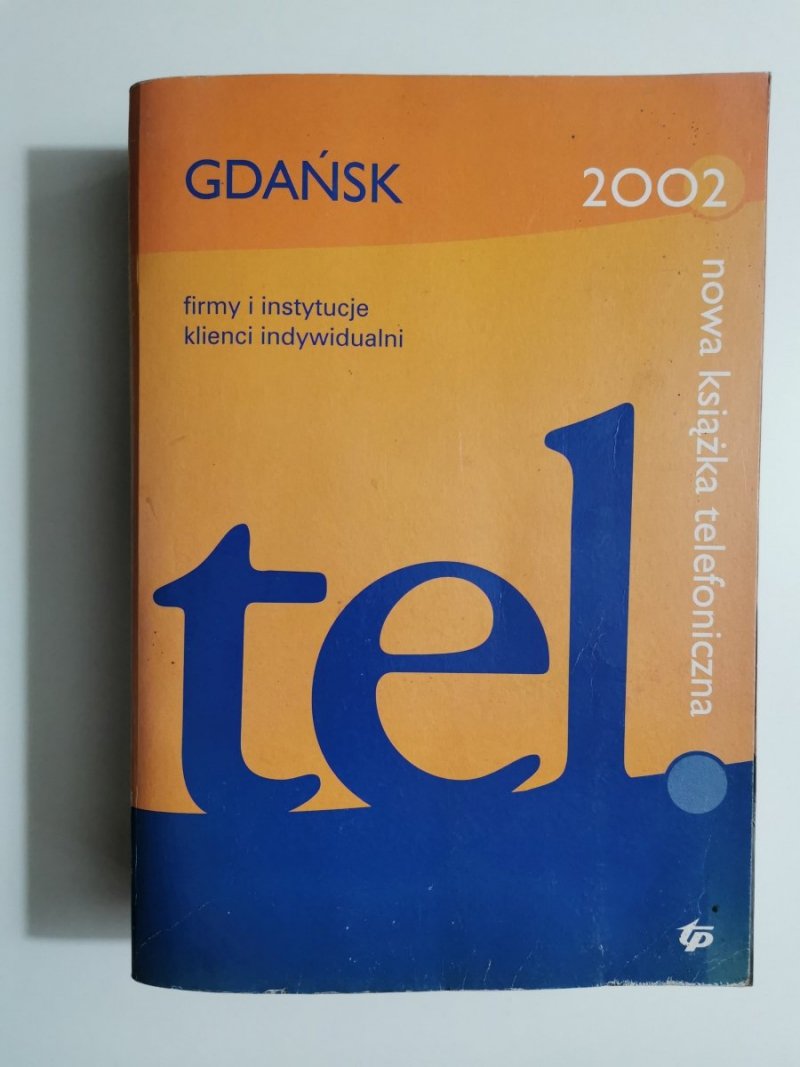 GDAŃSK
2002
firmy i instytucje
klienci indywidualni
nowa książka telefoniczna
tel.
tp